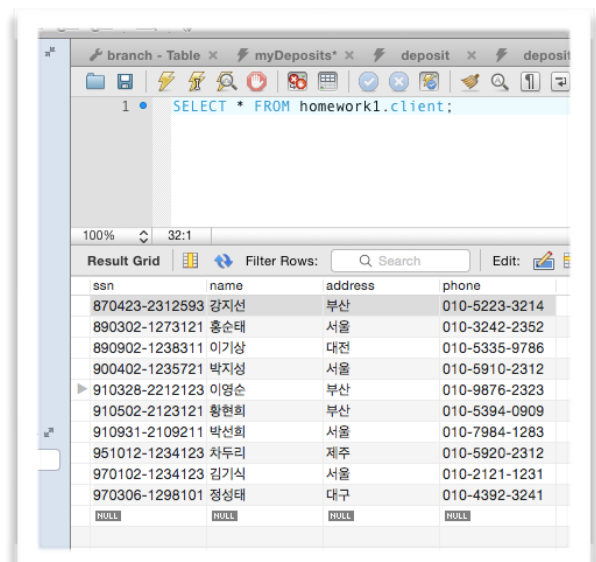 branch - Table × myDeposits* × deposit × deposit
1 SELECT * FROM homework1.client;
100% 32:1
Result Grid Filter Rows: Search Edit:
ssn name address phone
870423-2312593 강지선 부산 010-5223-3214
890302-1273121 홍순태 서울 010-3242-2352
890902-1238311 이기상 대전 010-5335-9786
900402-1235721 박지성 서울 010-5910-2312
910328-2212123 이영순 부산 010-9876-2323
910502-2123121 황현희 부산 010-5394-0909
910931-2109211 박선희 서울 010-7984-1283
951012-1234123 차두리 제주 010-5920-2312
970102-1234123 김기식 서울 010-2121-1231
970306-1298101 정성태 대구 010-4392-3241
NULL NULL NULL NULL